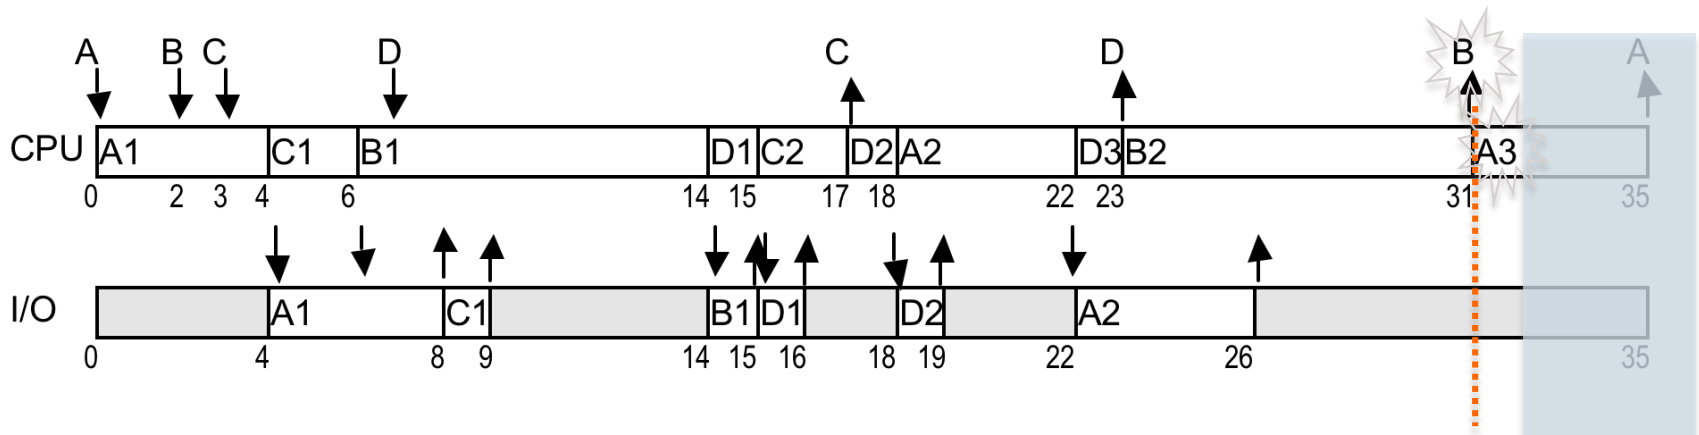 A B C D C D B A
CPU A1 C1 B1 D1 C2 D2 A2 D3 B2 A3
0 2 3 4 6 14 15 17 18 22 23 31 35
I/O A1 C1 B1 D1 D2 A2
0 4 8 9 14 15 16 18 19 22 26 35